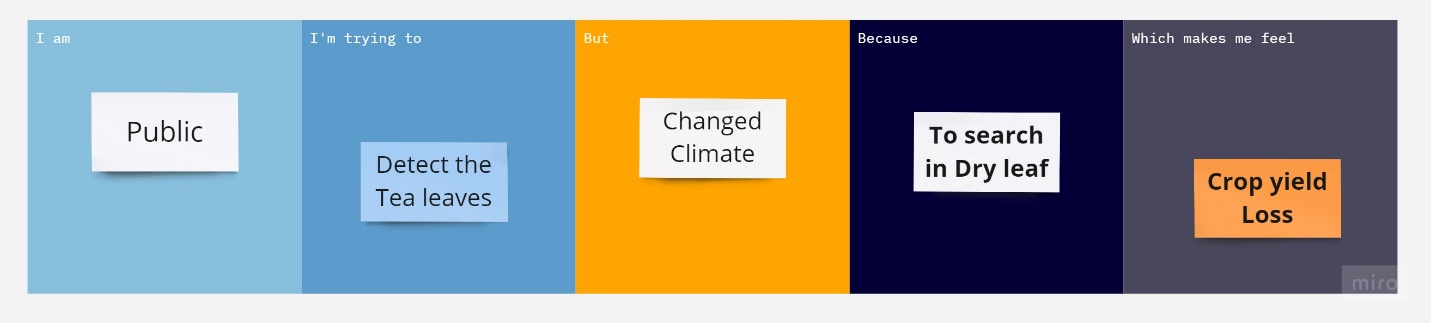 I am
Public
I'm trying to
Detect the
Tea leaves
But
Changed
Climate
Because
To search
in Dry leaf
Which makes me feel
Crop yield
Loss
miro